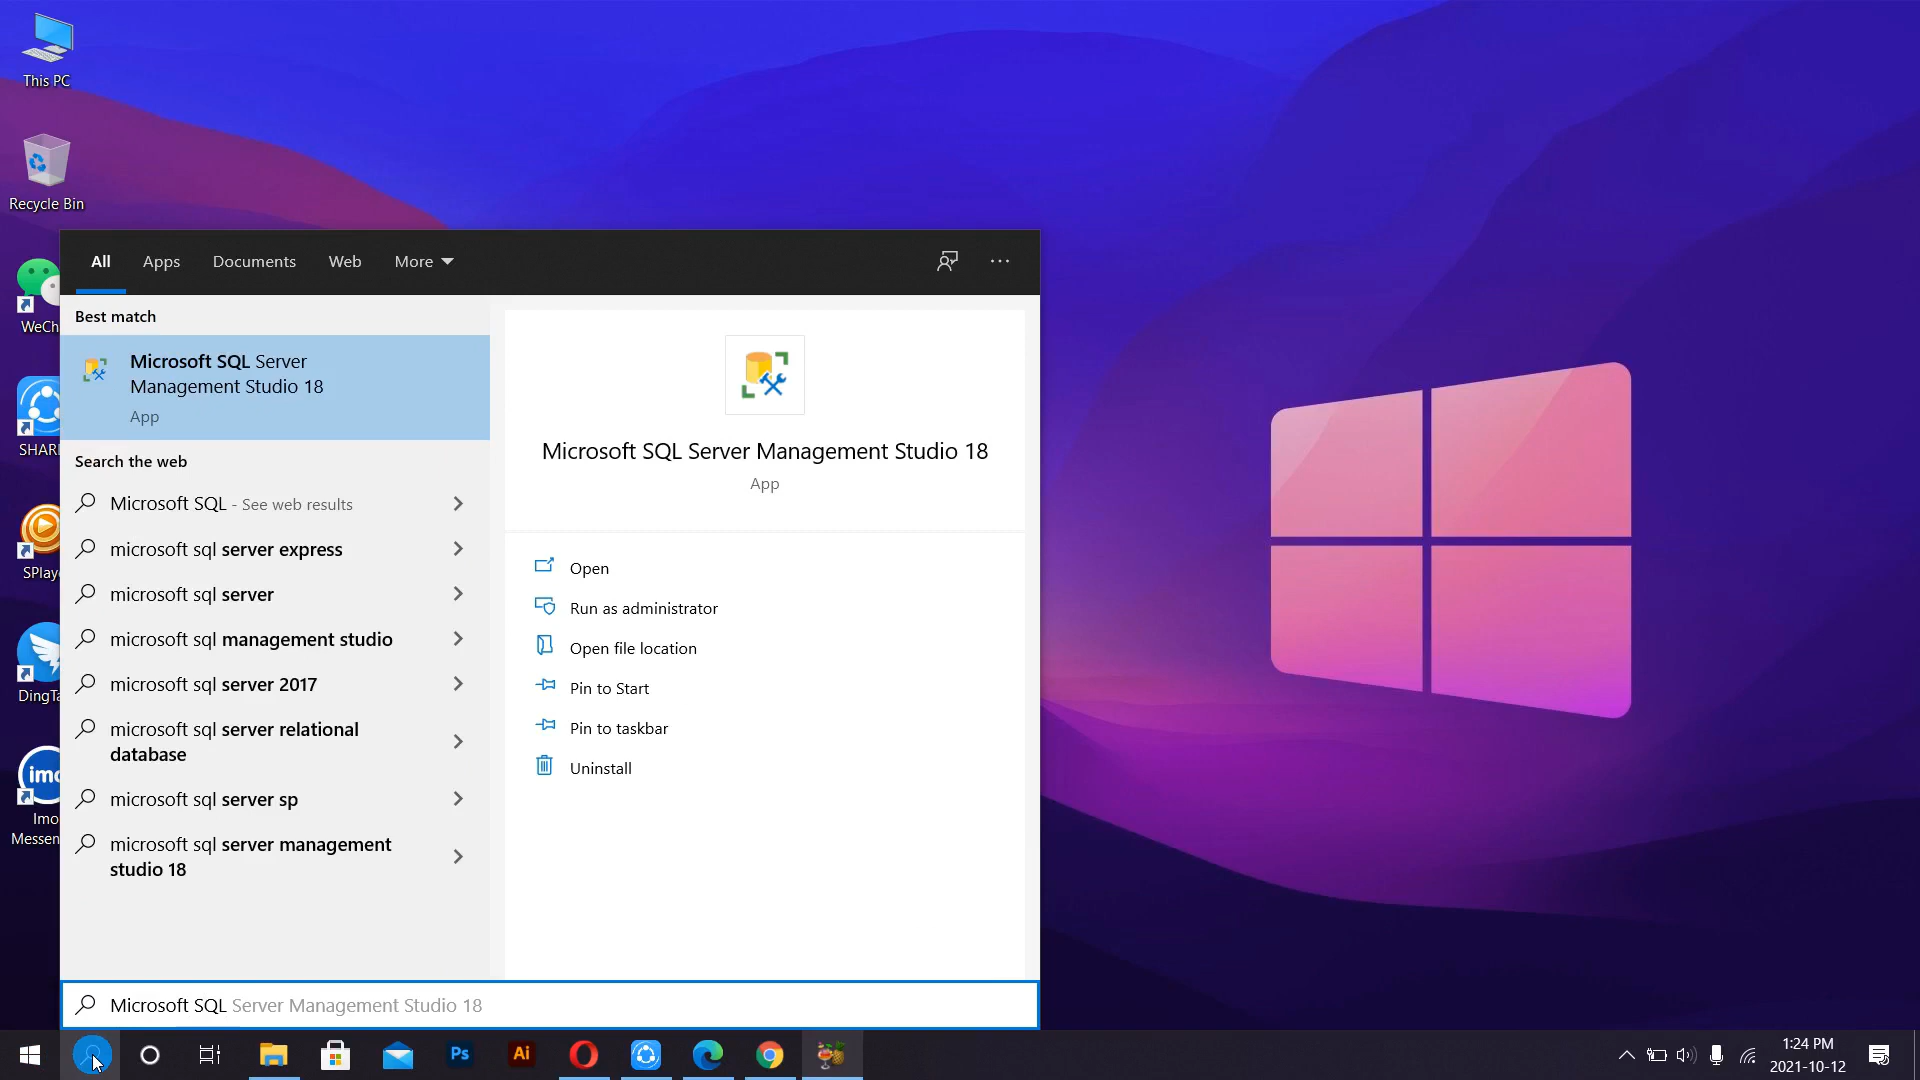 This PC
Recycle Bin
WeCh
SHARE
SPlaye
DingTa
imo
Imo
Messen
All Apps Documents Web More
Best match
Microsoft SQL Server
Management Studio 18
App
Search the web
Microsoft SQL - See web results
microsoft sql server express
microsoft sql server
microsoft sql management studio
microsoft sql server 2017
microsoft sql server relational
database
microsoft sql server sp
microsoft sql server management
studio 18
Microsoft SQL Server Management Studio 18
App
Open
Run as administrator
Open file location
Pin to Start
Pin to taskbar
Uninstall
Microsoft SQL Server Management Studio 18
Ps
Ai
1:24 PM
2021-10-12